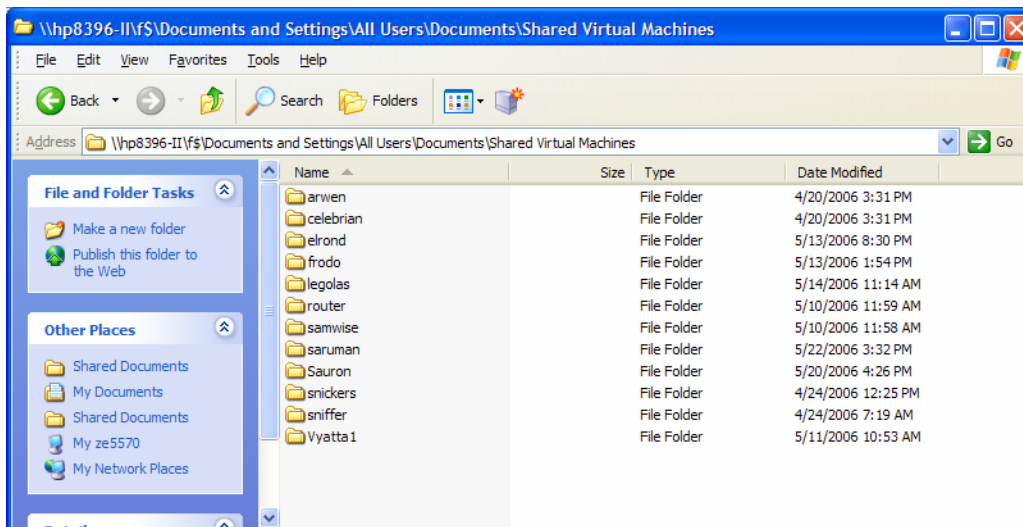 \\hp8396-II\f$\Documents and Settings\All Users\Documents\Shared Virtual Machines
File Edit View Favorites Tools Help
Back Search Folders
Address \\hp8396-II\f$\Documents and Settings\All Users\Documents\Shared Virtual Machines Go
File and Folder Tasks
Make a new folder
Publish this folder to
the Web
Other Places
Shared Documents
My Documents
Shared Documents
My ze5570
My Network Places
Name Size Type Date Modified
arwen File Folder 4/20/2006 3:31 PM
celebrian File Folder 4/20/2006 3:31 PM
elrond File Folder 5/13/2006 8:30 PM
frodo File Folder 5/13/2006 1:54 PM
legolas File Folder 5/14/2006 11:14 AM
router File Folder 5/10/2006 11:59 AM
samwise File Folder 5/10/2006 11:58 AM
saruman File Folder 5/22/2006 3:32 PM
Sauron File Folder 5/20/2006 4:26 PM
snickers File Folder 4/24/2006 12:25 PM
sniffer File Folder 4/24/2006 7:19 AM
Vyatta1 File Folder 5/11/2006 10:53 AM